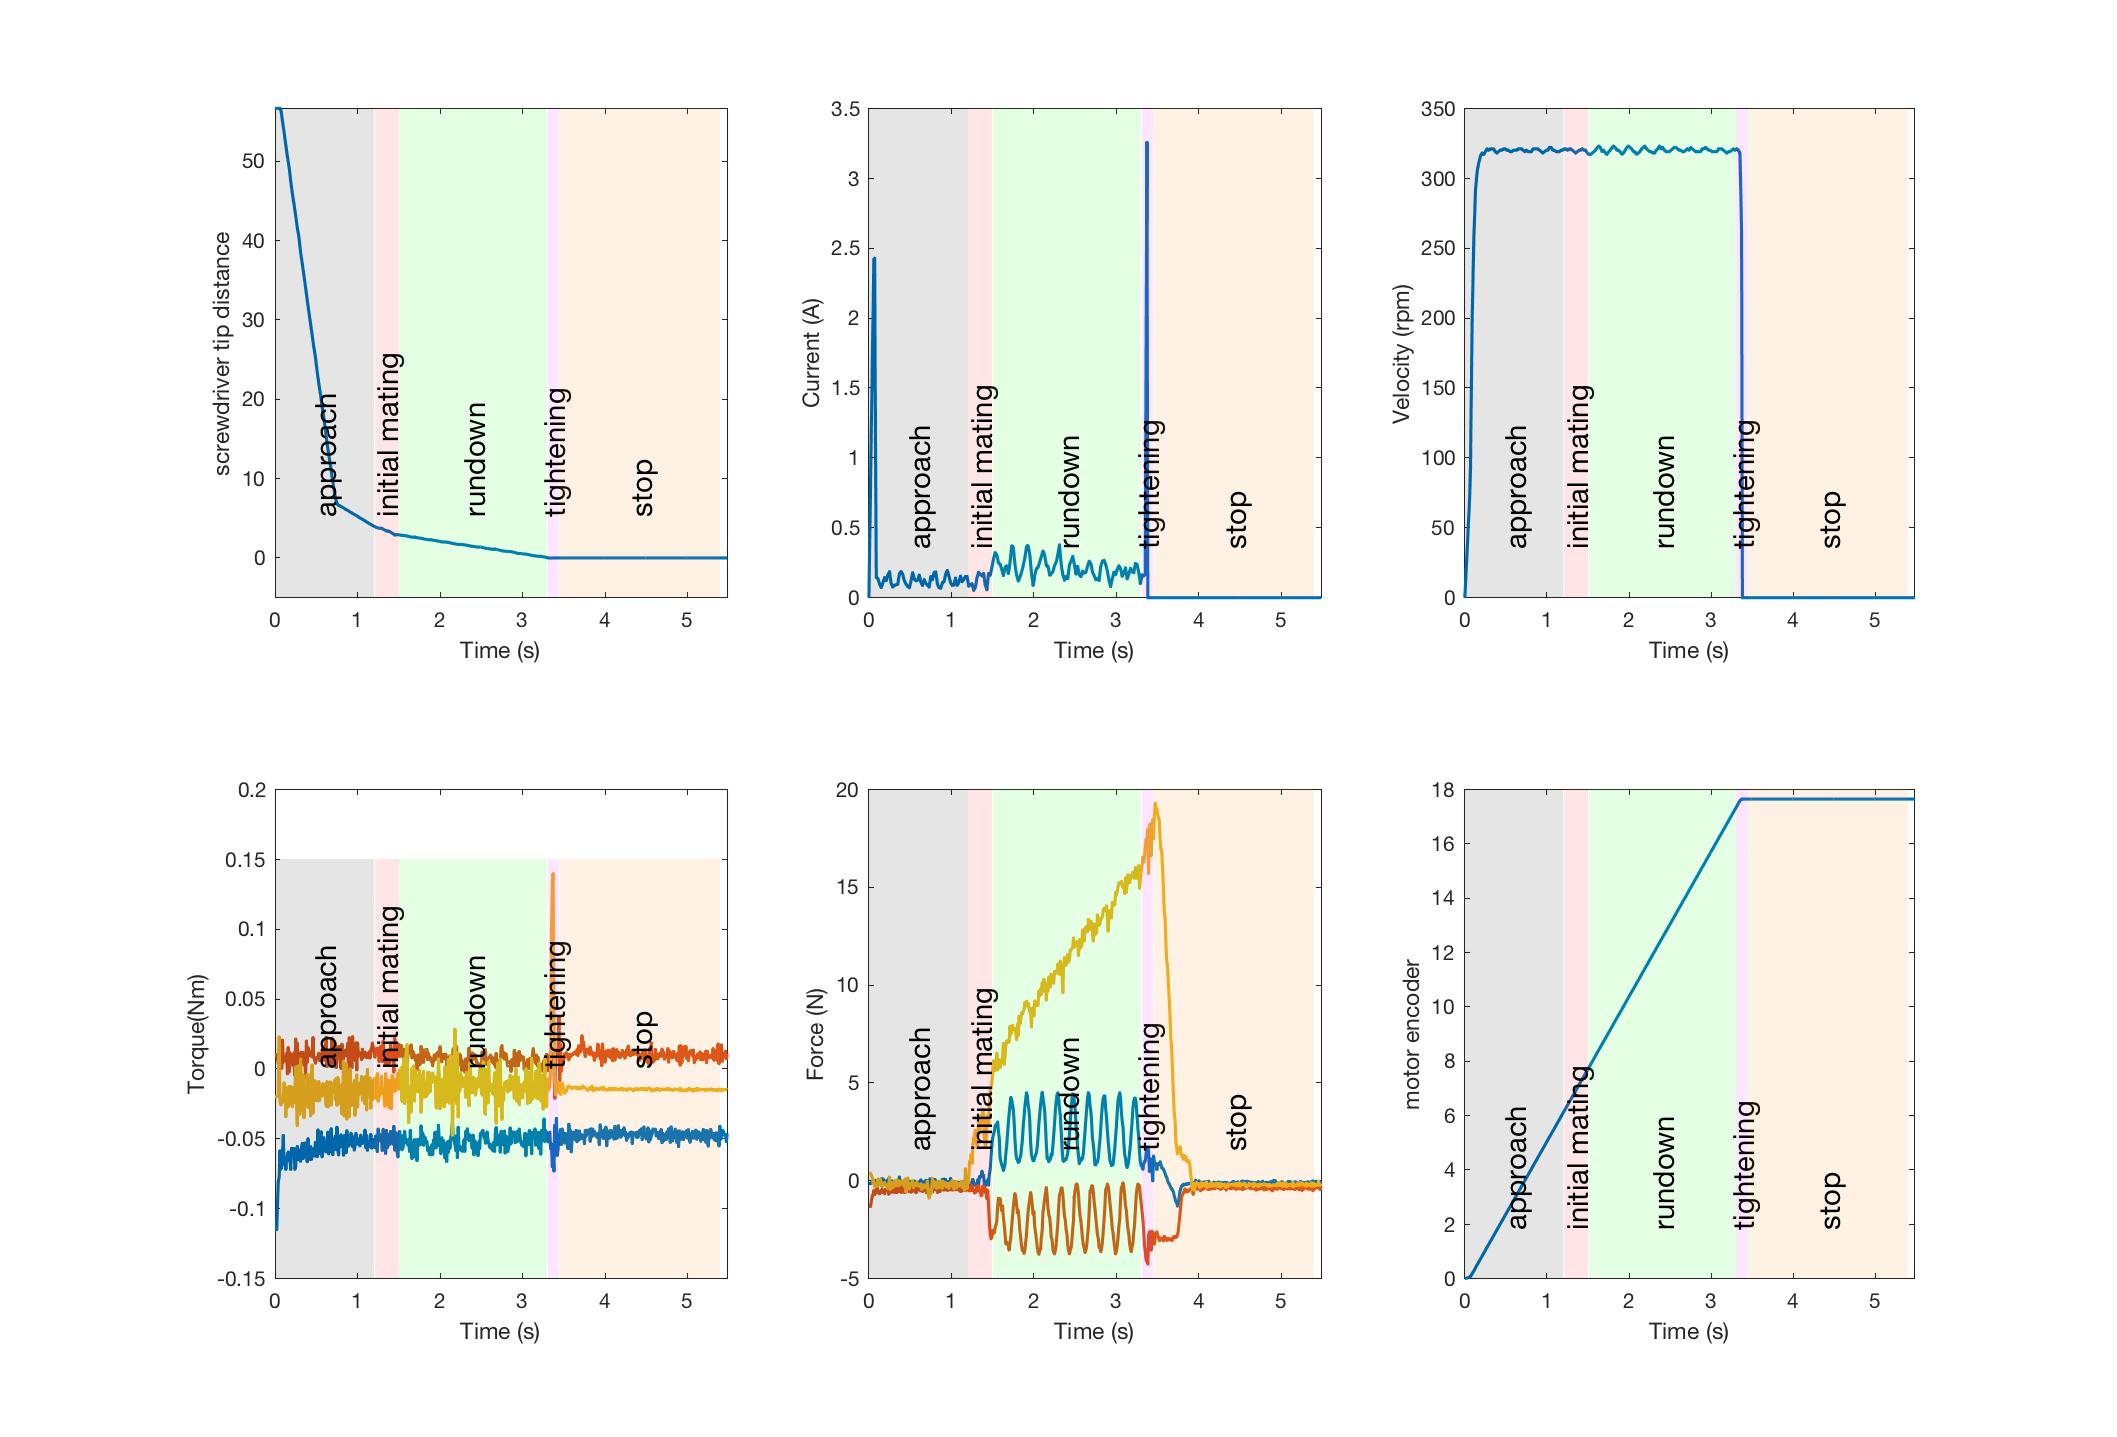 50
40
30
20
10
0
screwdriver tip distance
approach
initial mating
rundown
tightening
stop
0 1 2 3 4 5
Time (s)
3.5
3
2.5
2
1.5
1
0.5
0
Current (A)
approach
initial mating
rundown
tightening
stop
0 1 2 3 4 5
Time (s)
350
300
250
200
150
100
50
0
Velocity (rpm)
approach
initial mating
rundown
tightening
stop
0 1 2 3 4 5
Time (s)
0.2
0.15
0.1
0.05
0
-0.05
-0.1
-0.15
Torque(Nm)
approach
initial mating
rundown
tightening
stop
0 1 2 3 4 5
Time (s)
20
15
10
5
0
-5
Force (N)
approach
initial mating
rundown
tightening
stop
0 1 2 3 4 5
Time (s)
18
16
14
12
10
8
6
4
2
0
motor encoder
approach
initial mating
rundown
tightening
stop
0 1 2 3 4 5
Time (s)